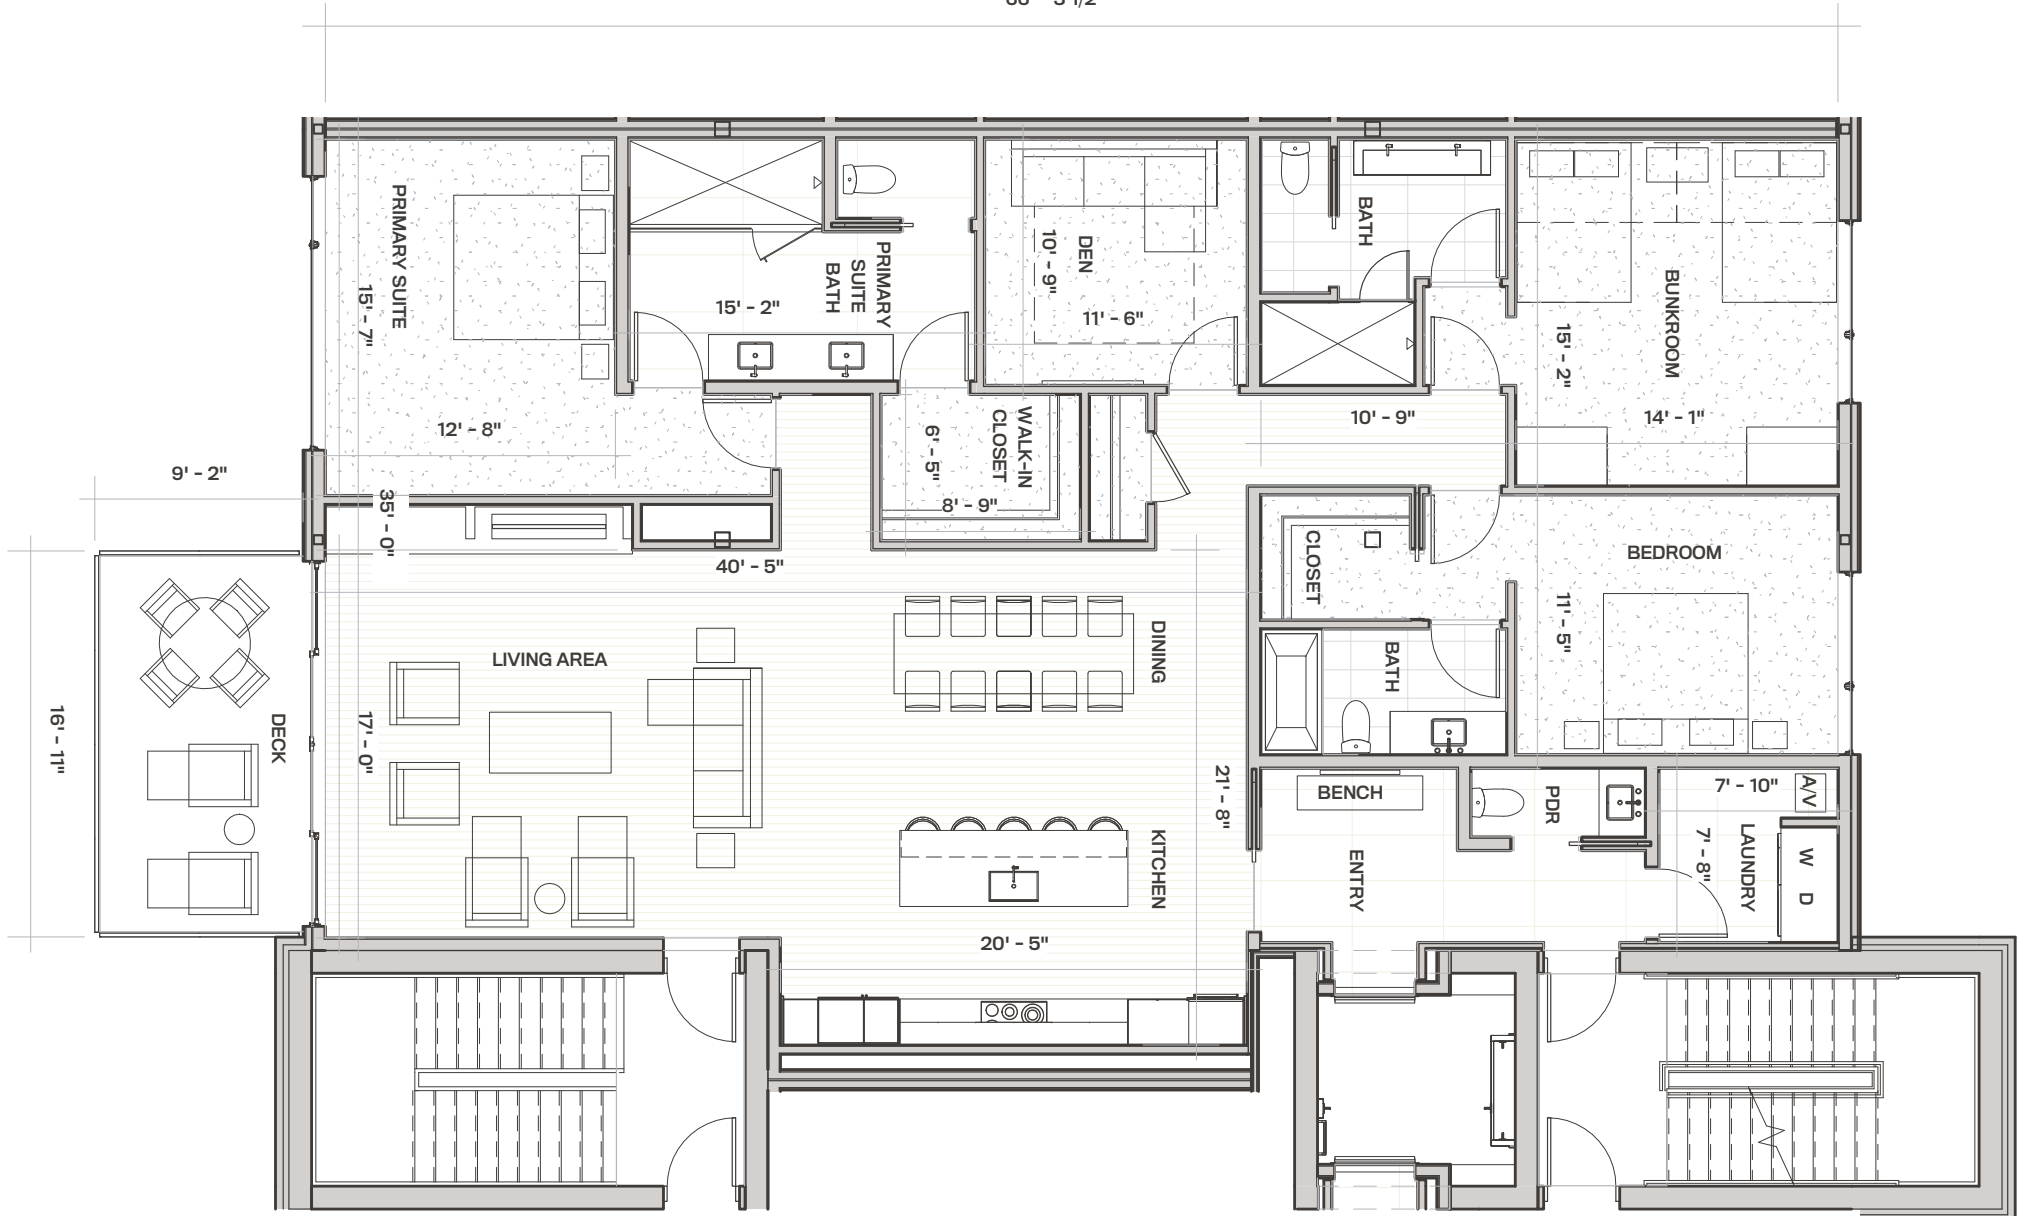 PRIMARY SUITE
15' - 7"
12' - 8"
PRIMARY
SUITE
BATH
15' - 2"
DEN
10' - 9"
11' - 6"
BATH
BUNKROOM
15' - 2"
14' - 1"
10' - 9"
WALK-IN
CLOSET
6' - 5"
8' - 9"
9' - 2"
35' - 0"
40' - 5"
CLOSET
BEDROOM
11' - 5"
BATH
LIVING AREA
DINING
DECK
16' - 11"
17' - 0"
21' - 8"
BENCH
PDR
7' - 10"
A/V
LAUNDRY
7' - 8"
W D
KITCHEN
ENTRY
20' - 5"